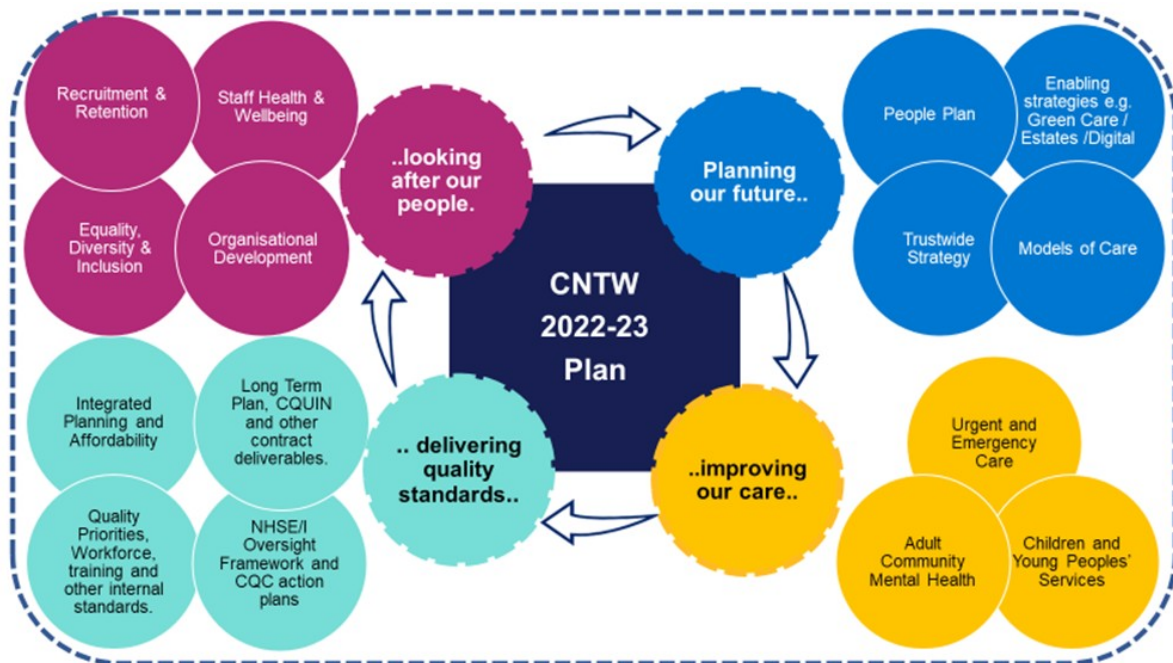 Recruitment &
Retention
Staff Health &
Wellbeing
Equality,
Diversity &
Inclusion
Organisational
Development
..looking
after our
people.
Planning
our future..
People Plan
Enabling
strategies e.g.
Green Care /
Estates /Digital
Trustwide
Strategy
Models of Care
CNTW
2022-23
Plan
Integrated
Planning and
Affordability
Long Term
Plan, CQUIN
and other
contract
deliverables.
Quality
Priorities,
Workforce,
training and
other internal
standards.
NHSE/I
Oversight
Framework and
CQC action
plans
.. delivering
quality
standards..
..improving
our care..
Urgent and
Emergency
Care
Adult
Community
Mental Health
Children and
Young Peoples'
Services